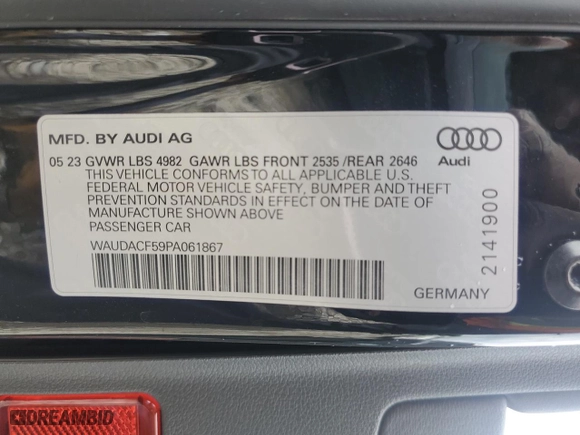 MFD. BY AUDI AG
05 23 GVWR LBS 4982 GAWR LBS FRONT 2535 /REAR 2646
THIS VEHICLE CONFORMS TO ALL APPLICABLE U.S.
FEDERAL MOTOR VEHICLE SAFETY, BUMPER AND THEFT
PREVENTION STANDARDS IN EFFECT ON THE DATE OF
MANUFACTURE SHOWN ABOVE
PASSENGER CAR
WAUDACF59PA061867
Audi
2141900
GERMANY
DREAMBID